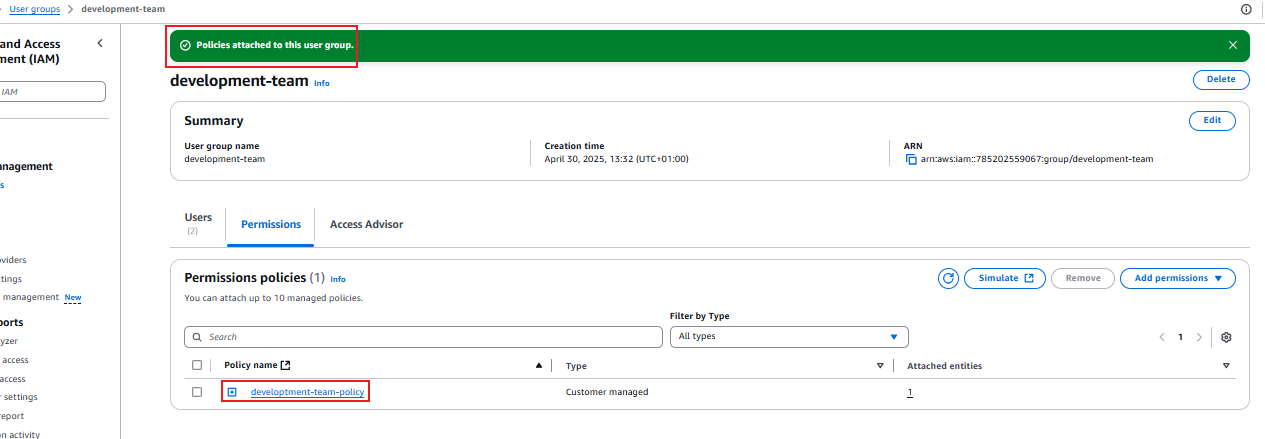 User groups > development-team
and Access
ment (IAM)
Policies attached to this user group.
development-team Info
Delete
IAM
Summary
Edit
User group name
Creation time
ARN
development-team
April 30, 2025, 13:32 (UTC+01:00)
arn:aws:iam::785202559067:group/development-team
anagement
s
Users
(2)
Permissions
Access Advisor
oviders
ttings
management New
Permissions policies (1) Info
Simulate
Remove
Add permissions
You can attach up to 10 managed policies.
Filter by Type
Search
All types
1
ports
yzer
access
access
r settings
report
on activity
Policy name
Type
Attached entities
developtment-team-policy
Customer managed
1